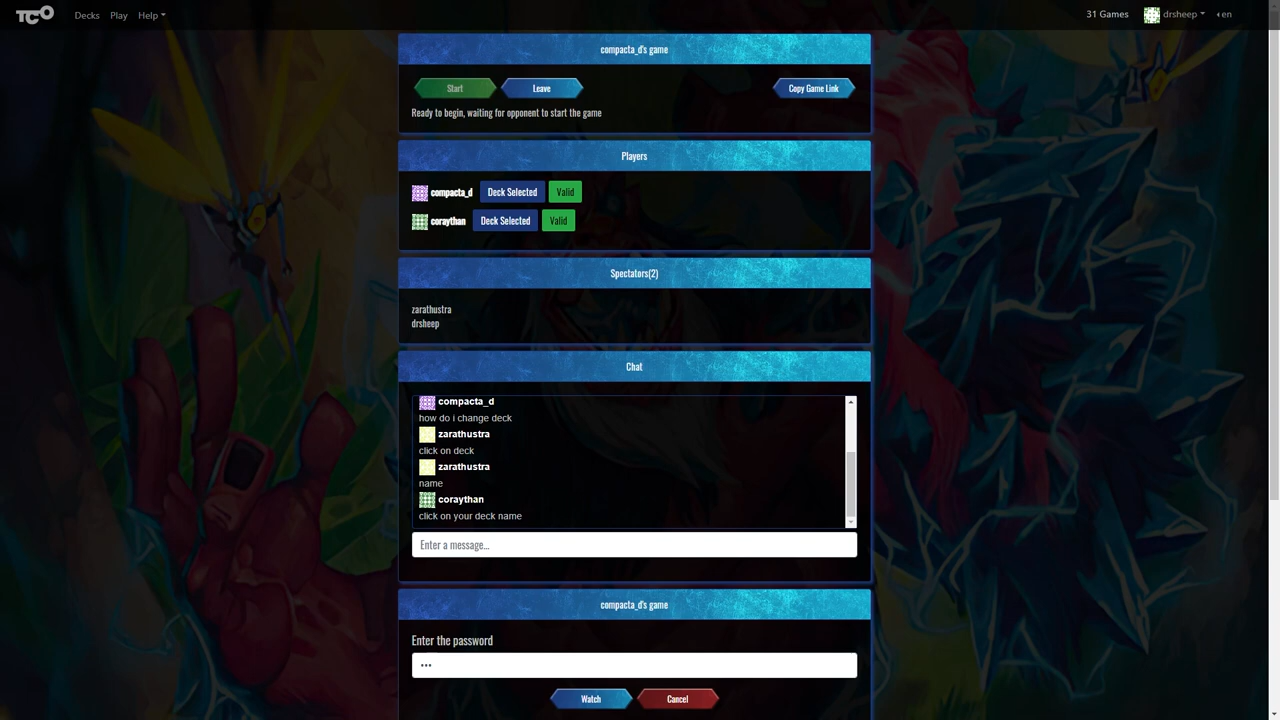 TCO Decks Play Help 31 Games drsheep en
compacta_d's game
Start Leave Copy Game Link
Ready to begin, waiting for opponent to start the game
Players
compacta_d Deck Selected Valid
coraythan Deck Selected Valid
Spectators(2)
zarathustra
drsheep
Chat
compacta_d
how do i change deck
zarathustra
click on deck
zarathustra
name
coraythan
click on your deck name
Enter a message...
compacta_d's game
Enter the password
•••
Watch Cancel